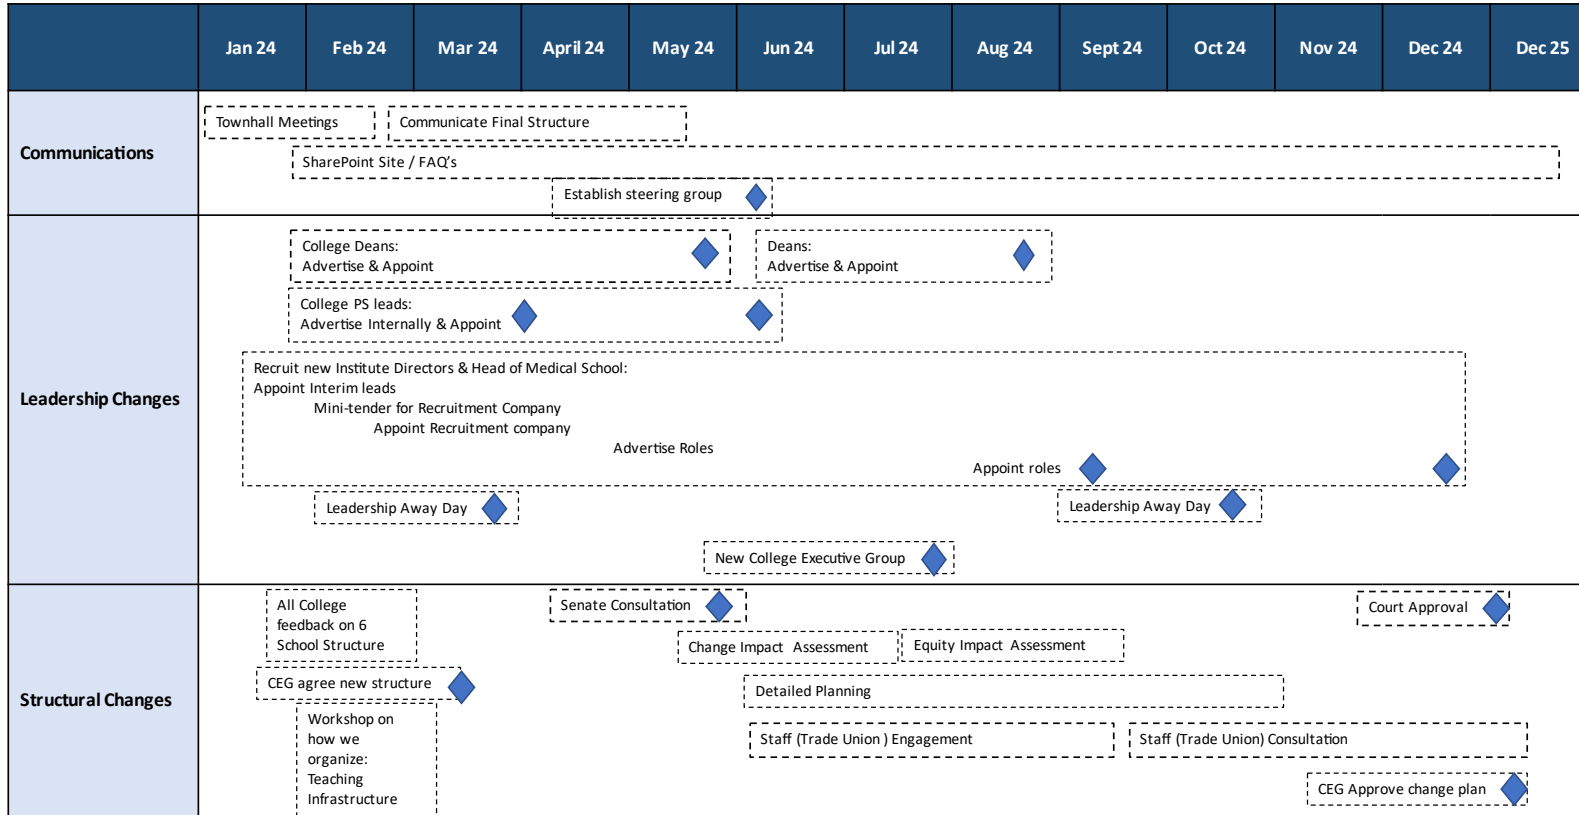 Jan 24
Feb 24
Mar 24
April 24
May 24
Jun 24
Jul 24
Aug 24
Sept 24
Oct 24
Nov 24
Dec 24
Dec 25
Communications
Townhall Meetings
Communicate Final Structure
SharePoint Site / FAQ's
Establish steering group
Leadership Changes
College Deans:
Advertise & Appoint
Deans:
Advertise & Appoint
College PS leads:
Advertise Internally & Appoint
Recruit new Institute Directors & Head of Medical School:
Appoint Interim leads
Mini-tender for Recruitment Company
Appoint Recruitment company
Advertise Roles
Appoint roles
Leadership Away Day
Leadership Away Day
New College Executive Group
Structural Changes
All College
feedback on 6
School Structure
Senate Consultation
Court Approval
Change Impact Assessment
Equity Impact Assessment
CEG agree new structure
Detailed Planning
Workshop on
how we
organize:
Teaching
Infrastructure
Staff (Trade Union ) Engagement
Staff (Trade Union) Consultation
CEG Approve change plan